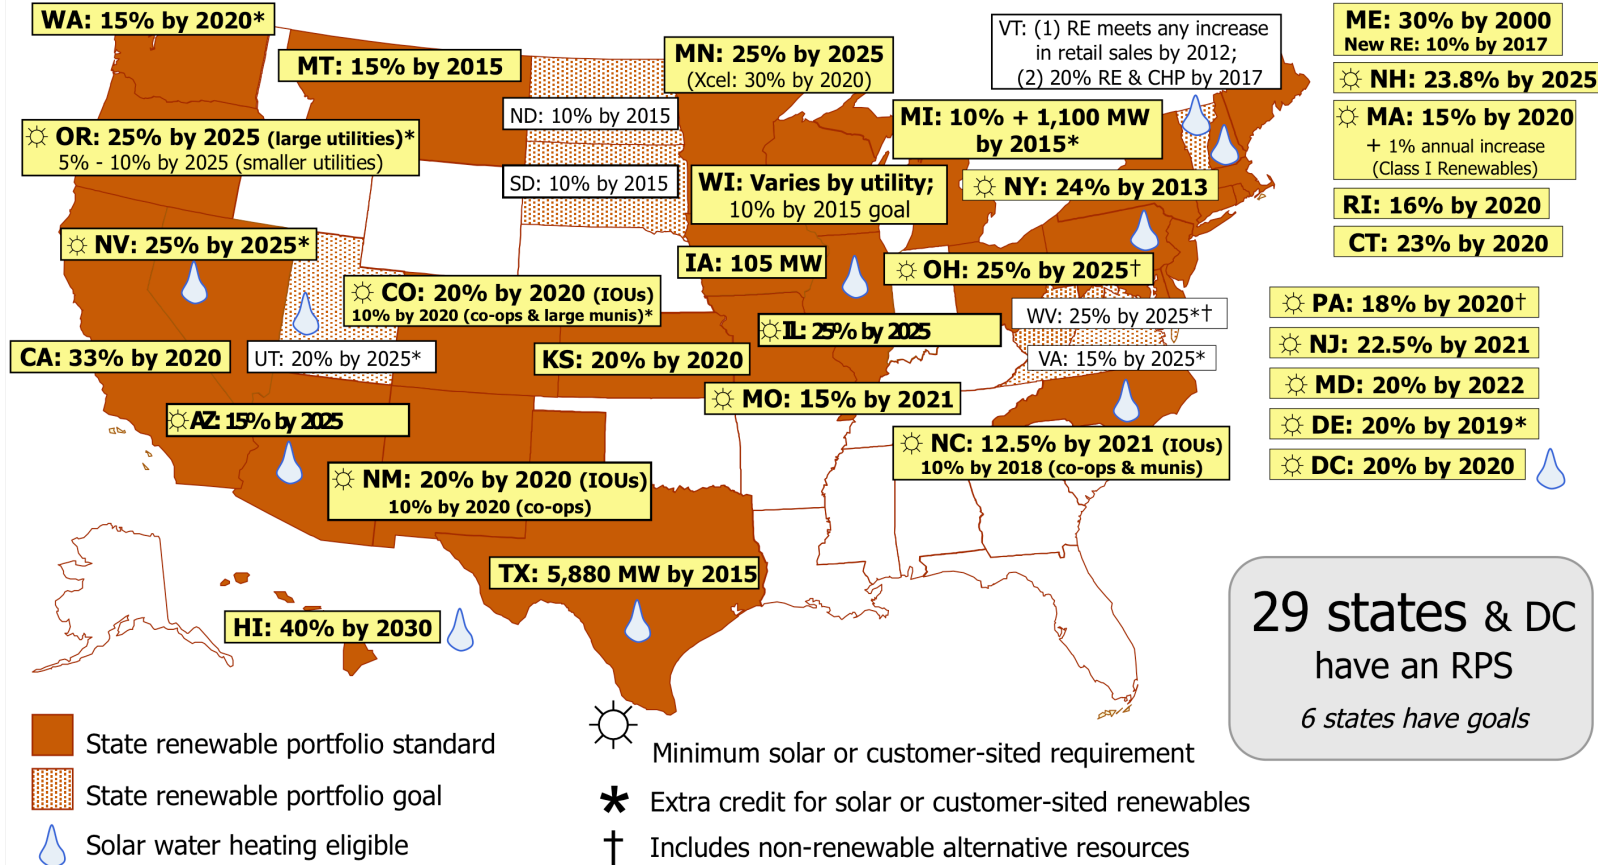 WA: 15% by 2020*
MT: 15% by 2015
MN: 25% by 2025
(Xcel: 30% by 2020)
VT: (1) RE meets any increase
in retail sales by 2012;
(2) 20% RE & CHP by 2017
ME: 30% by 2000
New RE: 10% by 2017
NH: 23.8% by 2025
MA: 15% by 2020
+ 1% annual increase
(Class I Renewables)
RI: 16% by 2020
CT: 23% by 2020
ND: 10% by 2015
MI: 10% + 1,100 MW
by 2015*
OR: 25% by 2025 (large utilities)*
5% - 10% by 2025 (smaller utilities)
SD: 10% by 2015
WI: Varies by utility;
10% by 2015 goal
NY: 24% by 2013
NV: 25% by 2025*
IA: 105 MW
OH: 25% by 2025†
CO: 20% by 2020 (IOUs)
10% by 2020 (co-ops & large munis)*
WV: 25% by 2025*†
PA: 18% by 2020†
IL: 25% by 2025
CA: 33% by 2020
UT: 20% by 2025*
KS: 20% by 2020
VA: 15% by 2025*
NJ: 22.5% by 2021
MO: 15% by 2021
MD: 20% by 2022
AZ: 15% by 2025
DE: 20% by 2019*
NC: 12.5% by 2021 (IOUs)
10% by 2018 (co-ops & munis)
DC: 20% by 2020
NM: 20% by 2020 (IOUs)
10% by 2020 (co-ops)
TX: 5,880 MW by 2015
HI: 40% by 2030
29 states & DC
have an RPS
6 states have goals
State renewable portfolio standard
State renewable portfolio goal
Solar water heating eligible
Minimum solar or customer-sited requirement
* Extra credit for solar or customer-sited renewables
† Includes non-renewable alternative resources